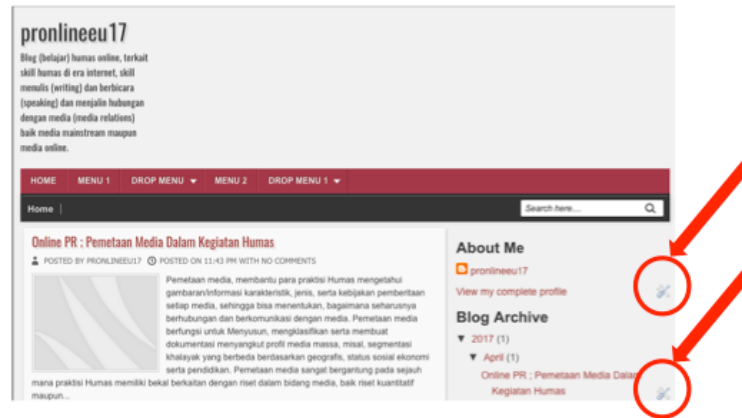 pronlineeu17
Blog (belajar) humas online, terkait
skill humas di era internet, skill
menulis (writing) dan berbicara
(speaking) dan menjalin hubungan
dengan media (media relations)
baik media mainstream maupun
media online.
HOME MENU 1 DROP MENU MENU 2 DROP MENU 1
Home
Search here....
Online PR ; Pemetaan Media Dalam Kegiatan Humas
POSTED BY PRONLINEEU17 POSTED ON 11:43 PM WITH NO COMMENTS
Pemetaan media, membantu para praktisi Humas mengetahui
gambaran/informasi karakteristik, jenis, serta kebijakan pemberitaan
setiap media, sehingga bisa menentukan, bagaimana seharusnya
berhubungan dan berkomunikasi dengan media. Pemetaan media
berfungsi untuk Menyusun, mengklasifikan serta membuat
dokumentasi menyangkut profil media massa, misal, segmentasi
khalayak yang berbeda berdasarkan geografis, status sosial ekonomi
serta pendidikan. Pemetaan media sangat bergantung pada sejauh
mana praktisi Humas memiliki bekal berkaitan dengan riset dalam bidang media, baik riset kuantitatif
maupun...
About Me
pronlineeu17
View my complete profile
Blog Archive
▼ 2017 (1)
▼ April (1)
Online PR ; Pemetaan Media Dalam
Kegiatan Humas